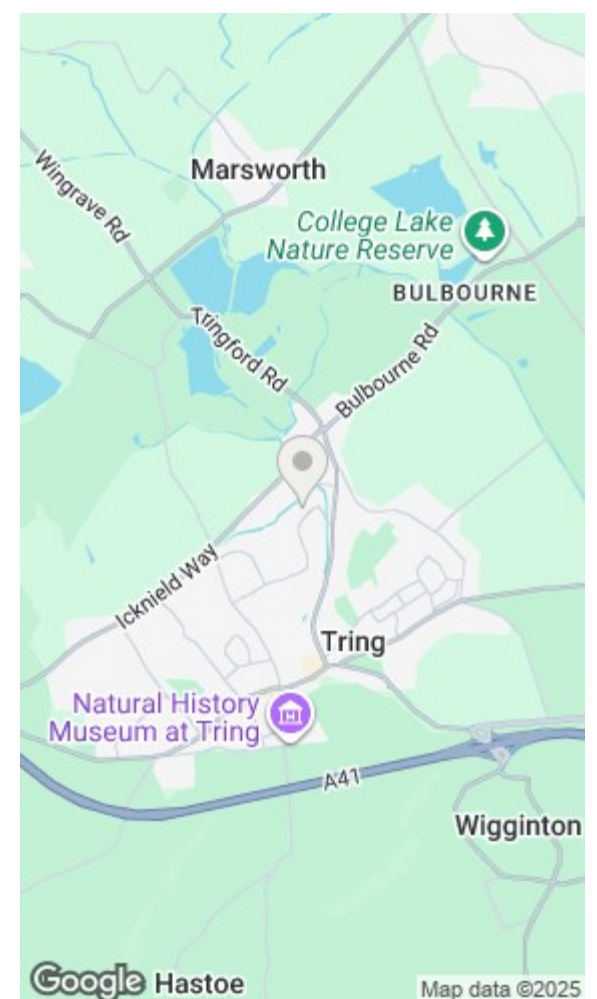 Marsworth
Wingrave Rd
College Lake
Nature Reserve
BULBOURNE
Tringford Rd
Bulbourne Rd
Icknield Way
Tring
Natural History
Museum at Tring
A41
Wigginton
Google
Hastoe
Map data ©2025